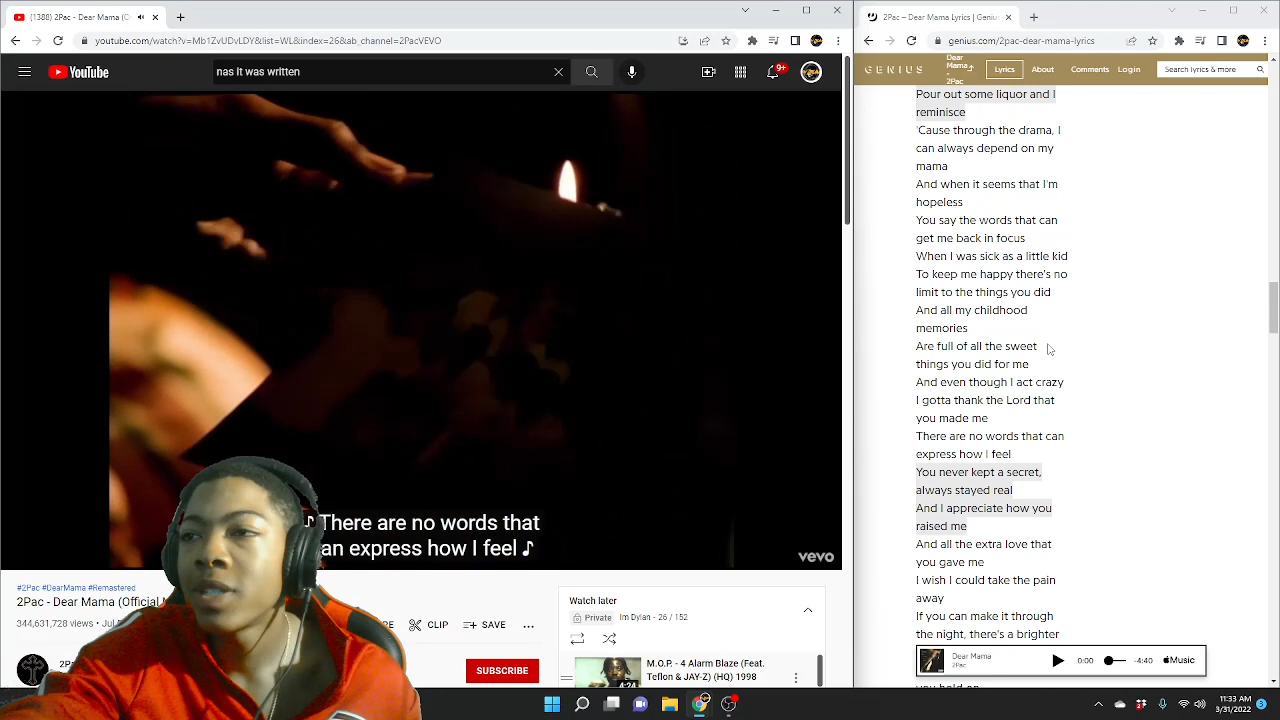 (1388) 2Pac - Dear Mama (O
2Pac – Dear Mama Lyrics | Genius
youtube.com/watch?v=Mb1ZvUDvLDY&list=WL&index=26&ab_channel=2PacVEVO
genius.com/2pac-dear-mama-lyrics
YouTube
nas it was written
9+
GENIUS
Dear
Mama -
2Pac
Lyrics
About
Comments
Login
Search lyrics & more
Pour out some liquor and I
reminisce
'Cause through the drama, I
can always depend on my
mama
And when it seems that I'm
hopeless
You say the words that can
get me back in focus
When I was sick as a little kid
To keep me happy there's no
limit to the things you did
And all my childhood
memories
Are full of all the sweet
things you did for me
And even though I act crazy
I gotta thank the Lord that
you made me
There are no words that can
express how I feel
You never kept a secret,
always stayed real
And I appreciate how you
raised me
And all the extra love that
you gave me
I wish I could take the pain
away
If you can make it through
the night, there's a brighter
♪ There are no words that
an express how I feel ♪
vevo
#2Pac #DearMama #Remastered
2Pac - Dear Mama (Official
344,631,728 views • Jul
RE
CLIP
SAVE
2Pa
SUBSCRIBE
Watch later
Private
Im Dylan - 26 / 152
M.O.P. - 4 Alarm Blaze (Feat.
Teflon & JAY-Z) (HQ) 1998
4:21
Dear Mama
2Pac
0:00
-4:40
Music
you hold on
11:33 AM
3/31/2022
3